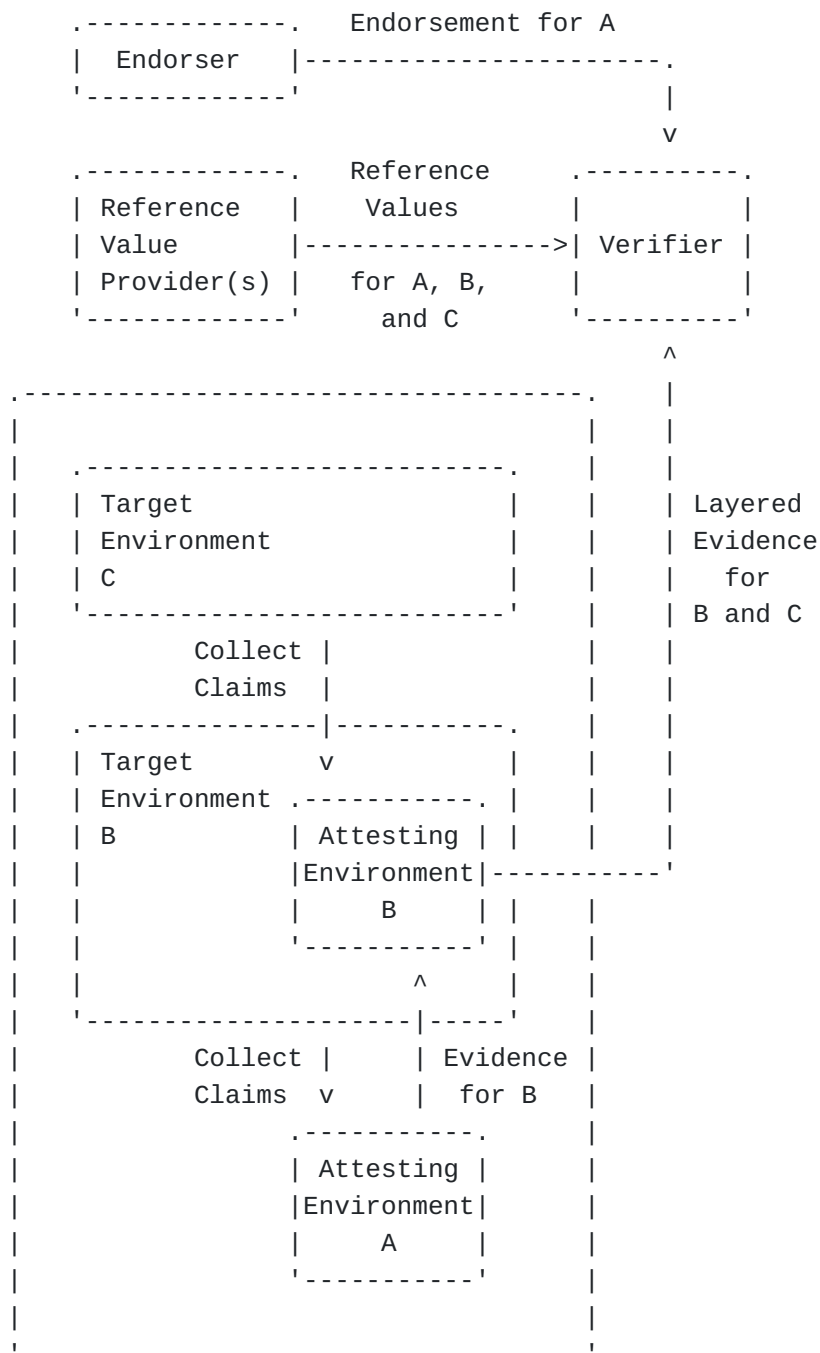 Endorsement for A
Endorser
Reference
Values
for A, B,
and C
Reference
Value
Provider(s)
Verifier
Target
Environment
C
Layered
Evidence
for
B and C
Collect
Claims
Target
Environment
B
Attesting
Environment
B
Collect
Claims
Evidence
for B
Attesting
Environment
A